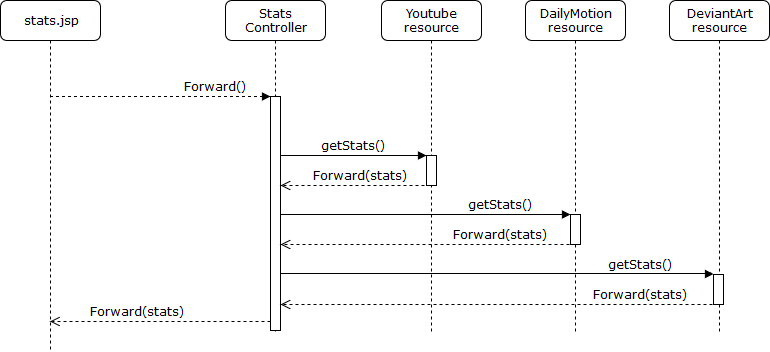 stats.jsp
Stats
Controller
Youtube
resource
DailyMotion
resource
DeviantArt
resource
Forward()
getStats()
Forward(stats)
getStats()
Forward(stats)
getStats()
Forward(stats)
Forward(stats)